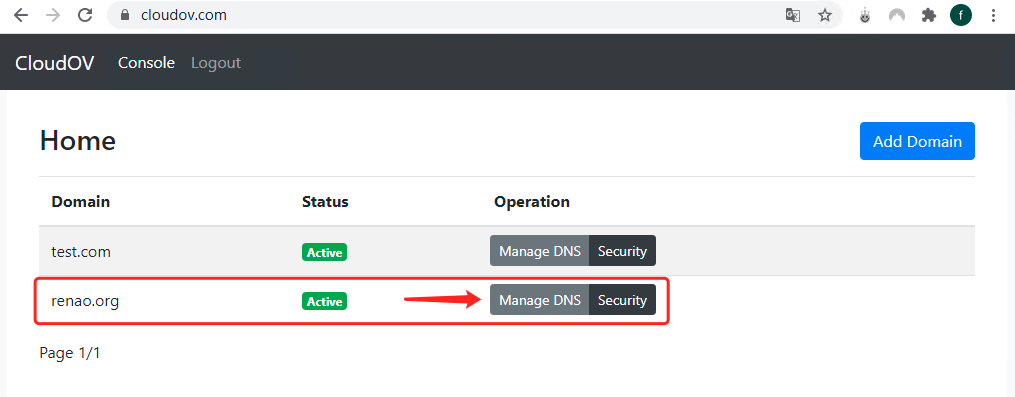 cloudov.com
f
CloudOV Console Logout
Home Add Domain
Domain Status Operation
test.com Active Manage DNS Security
renao.org Active Manage DNS Security
Page 1/1